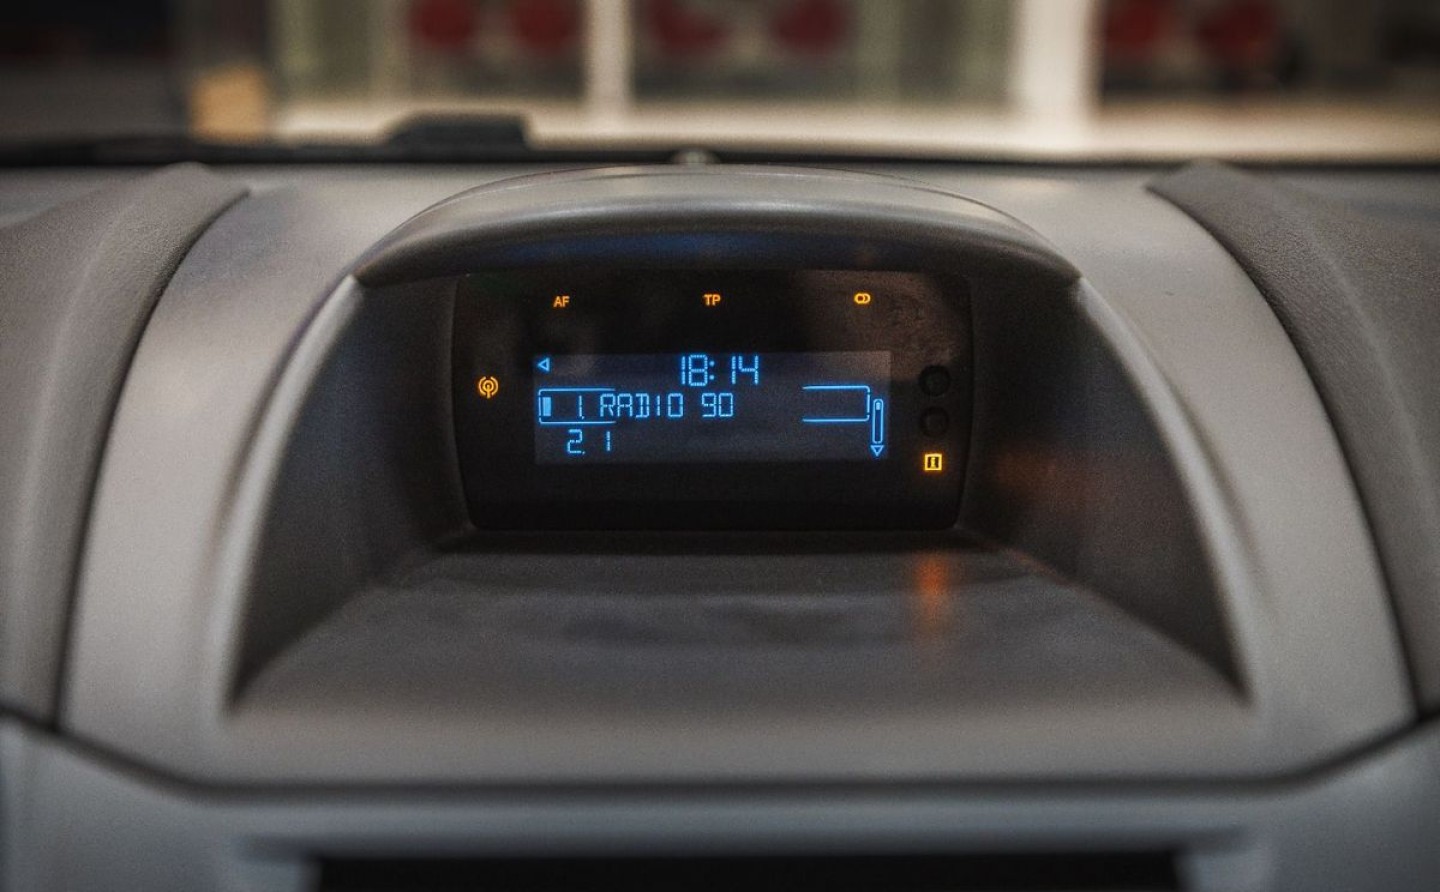 AF TP
18:14
1. RADIO 90
2. 1